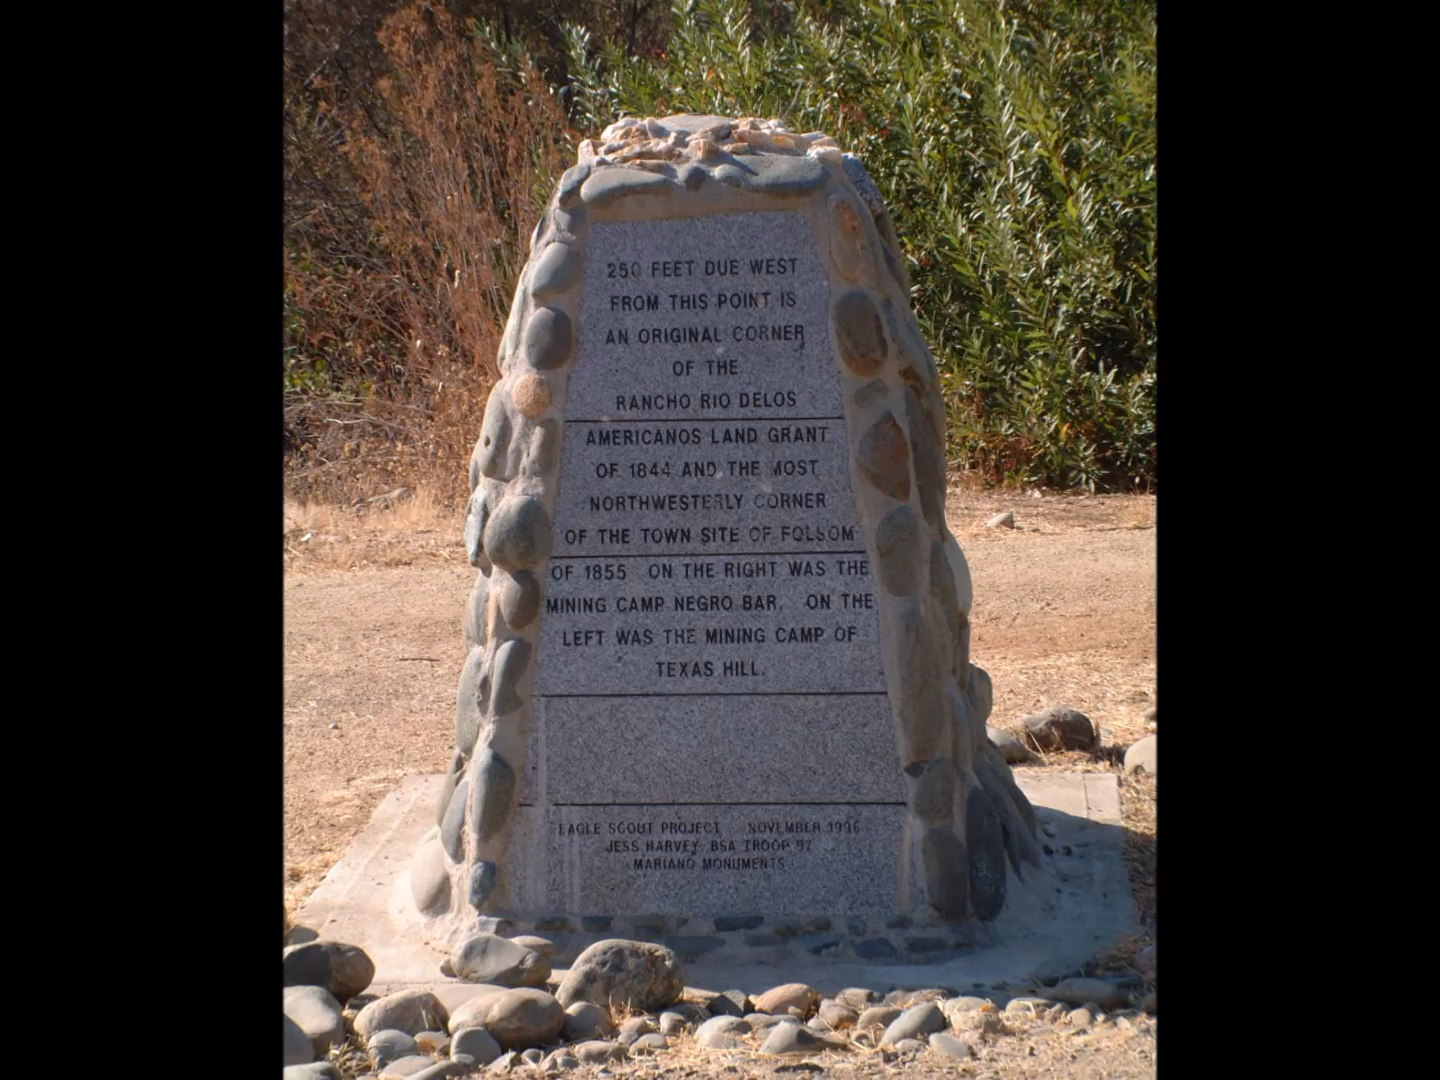 250 FEET DUE WEST
FROM THIS POINT IS
AN ORIGINAL CORNER
OF THE
RANCHO RIO DELOS
AMERICANOS LAND GRANT
OF 1844 AND THE MOST
NORTHWESTERLY CORNER
OF THE TOWN SITE OF FOLSOM
OF 1855 ON THE RIGHT WAS THE
MINING CAMP NEGRO BAR. ON THE
LEFT WAS THE MINING CAMP OF
TEXAS HILL.
EAGLE SCOUT PROJECT NOVEMBER 1996
JESS HARVEY, BSA TROOP 97
MARIANO MONUMENTS